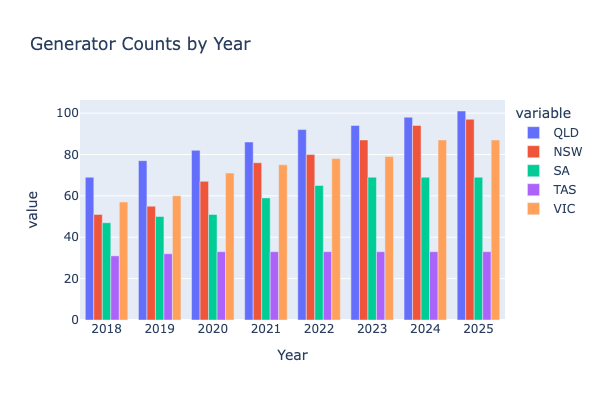 Generator Counts by Year
variable
QLD
NSW
SA
TAS
VIC
value
100
80
60
40
20
0
2018 2019 2020 2021 2022 2023 2024 2025
Year